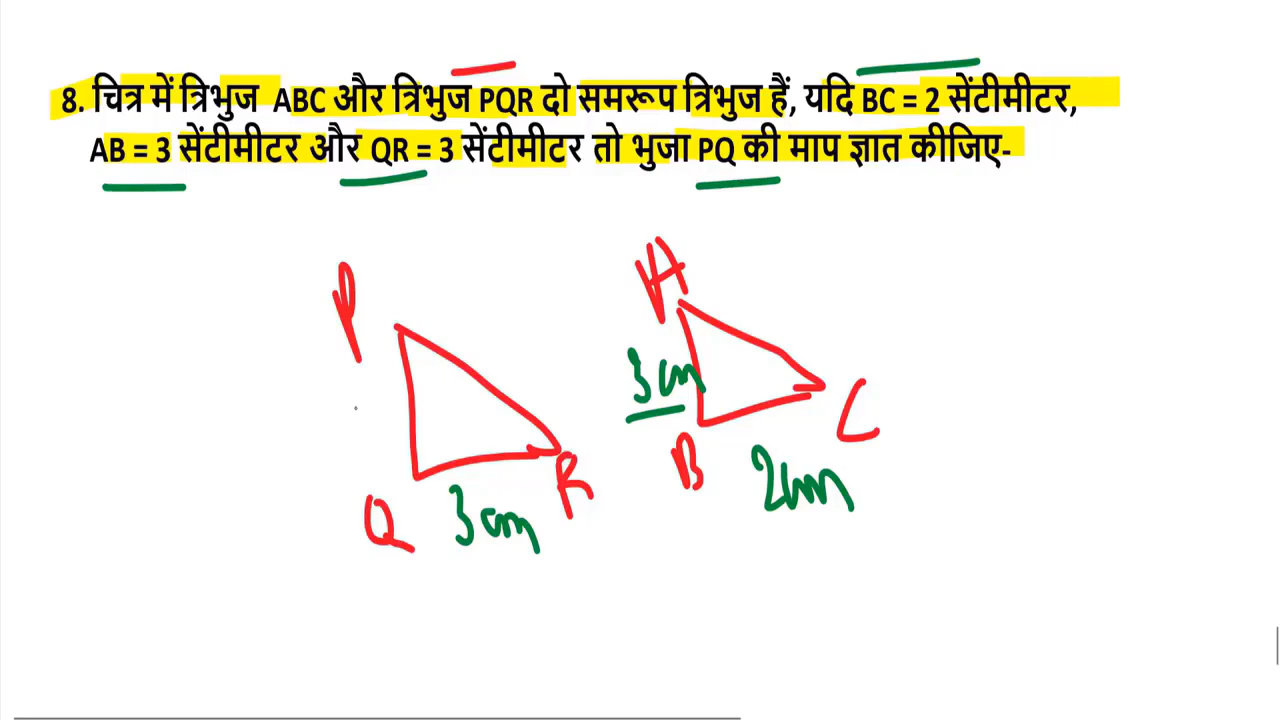 8. चित्र में त्रिभुज ABC और त्रिभुज PQR दो समरूप त्रिभुज हैं, यदि BC = 2 सेंटीमीटर,
AB = 3 सेंटीमीटर और QR = 3 सेंटीमीटर तो भुजा PQ की माप ज्ञात कीजिए-
A
P
3cm
C
B
R
2cm
Q
3cm